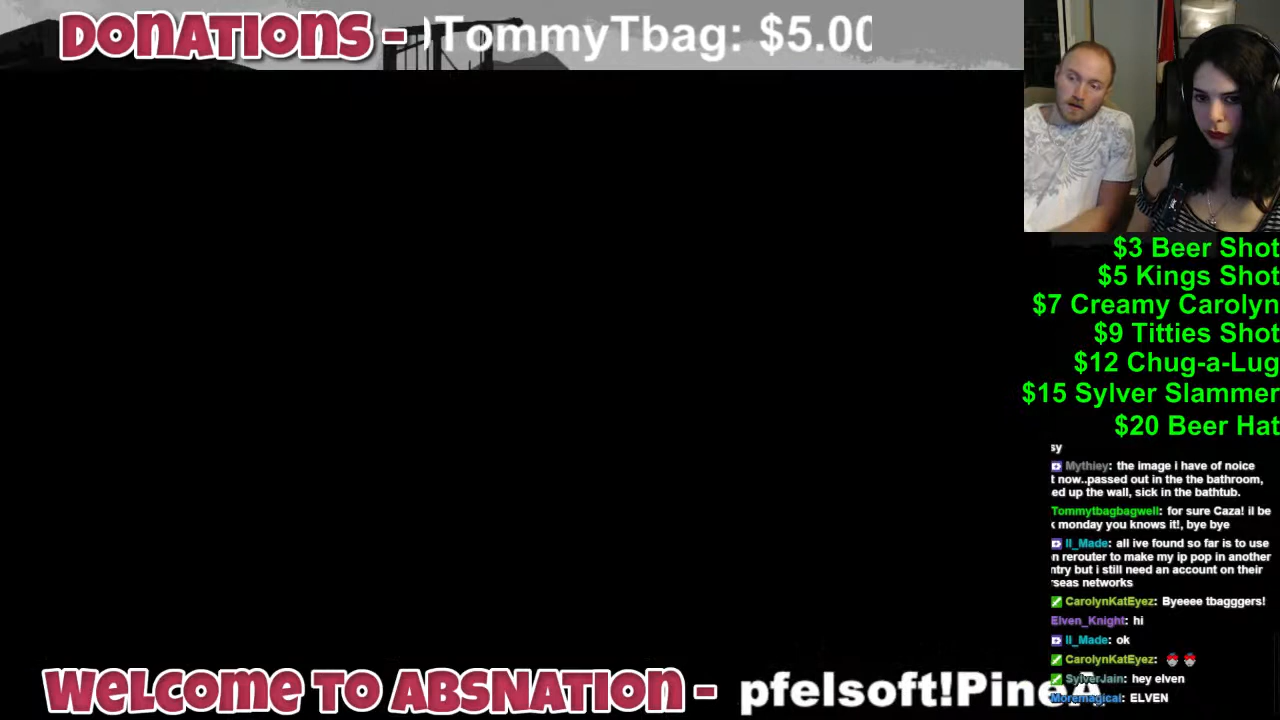 DONATIONS - TommyTbag: $5.00
$3 Beer Shot
$5 Kings Shot
$7 Creamy Carolyn
$9 Titties Shot
$12 Chug-a-Lug
$15 Sylver Slammer
$20 Beer Hat
sy
Mythiey: the image i have of noice
t now..passed out in the the bathroom,
ed up the wall, sick in the bathtub.
Tommytbagbagwell: for sure Caza! il be
k monday you knows it!, bye bye
Il_Made: all ive found so far is to use
n rerouter to make my ip pop in another
ntry but i still need an account on their
rseas networks
CarolynKatEyez: Byeeee tbagggers!
Elven_Knight: hi
Il_Made: ok
CarolynKatEyez:
SylverJain: hey elven
Moremagical: ELVEN
WELCOME TO ABSNATION - pfelsoft!PineA